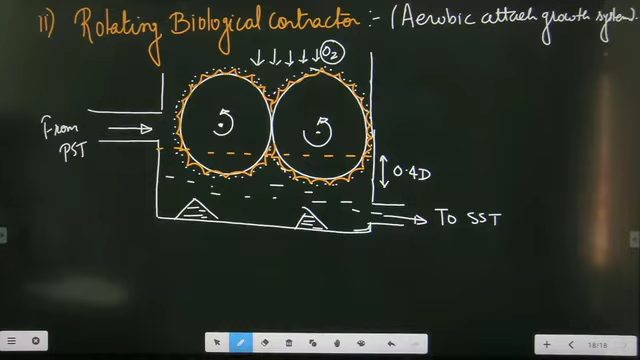 11) Rotating Biological contractor :- (Aerobic attach growth system).
O2
From
PST
0.4D
To SST
18/18